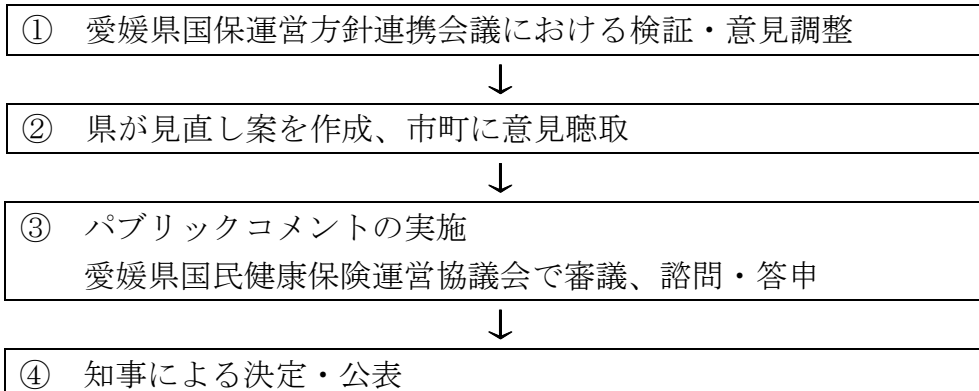 ① 愛媛県国保運営方針連携会議における検証・意見調整
↓
② 県が見直し案を作成、市町に意見聴取
↓
③ パブリックコメントの実施
愛媛県国民健康保険運営協議会で審議、諮問・答申
↓
④ 知事による決定・公表